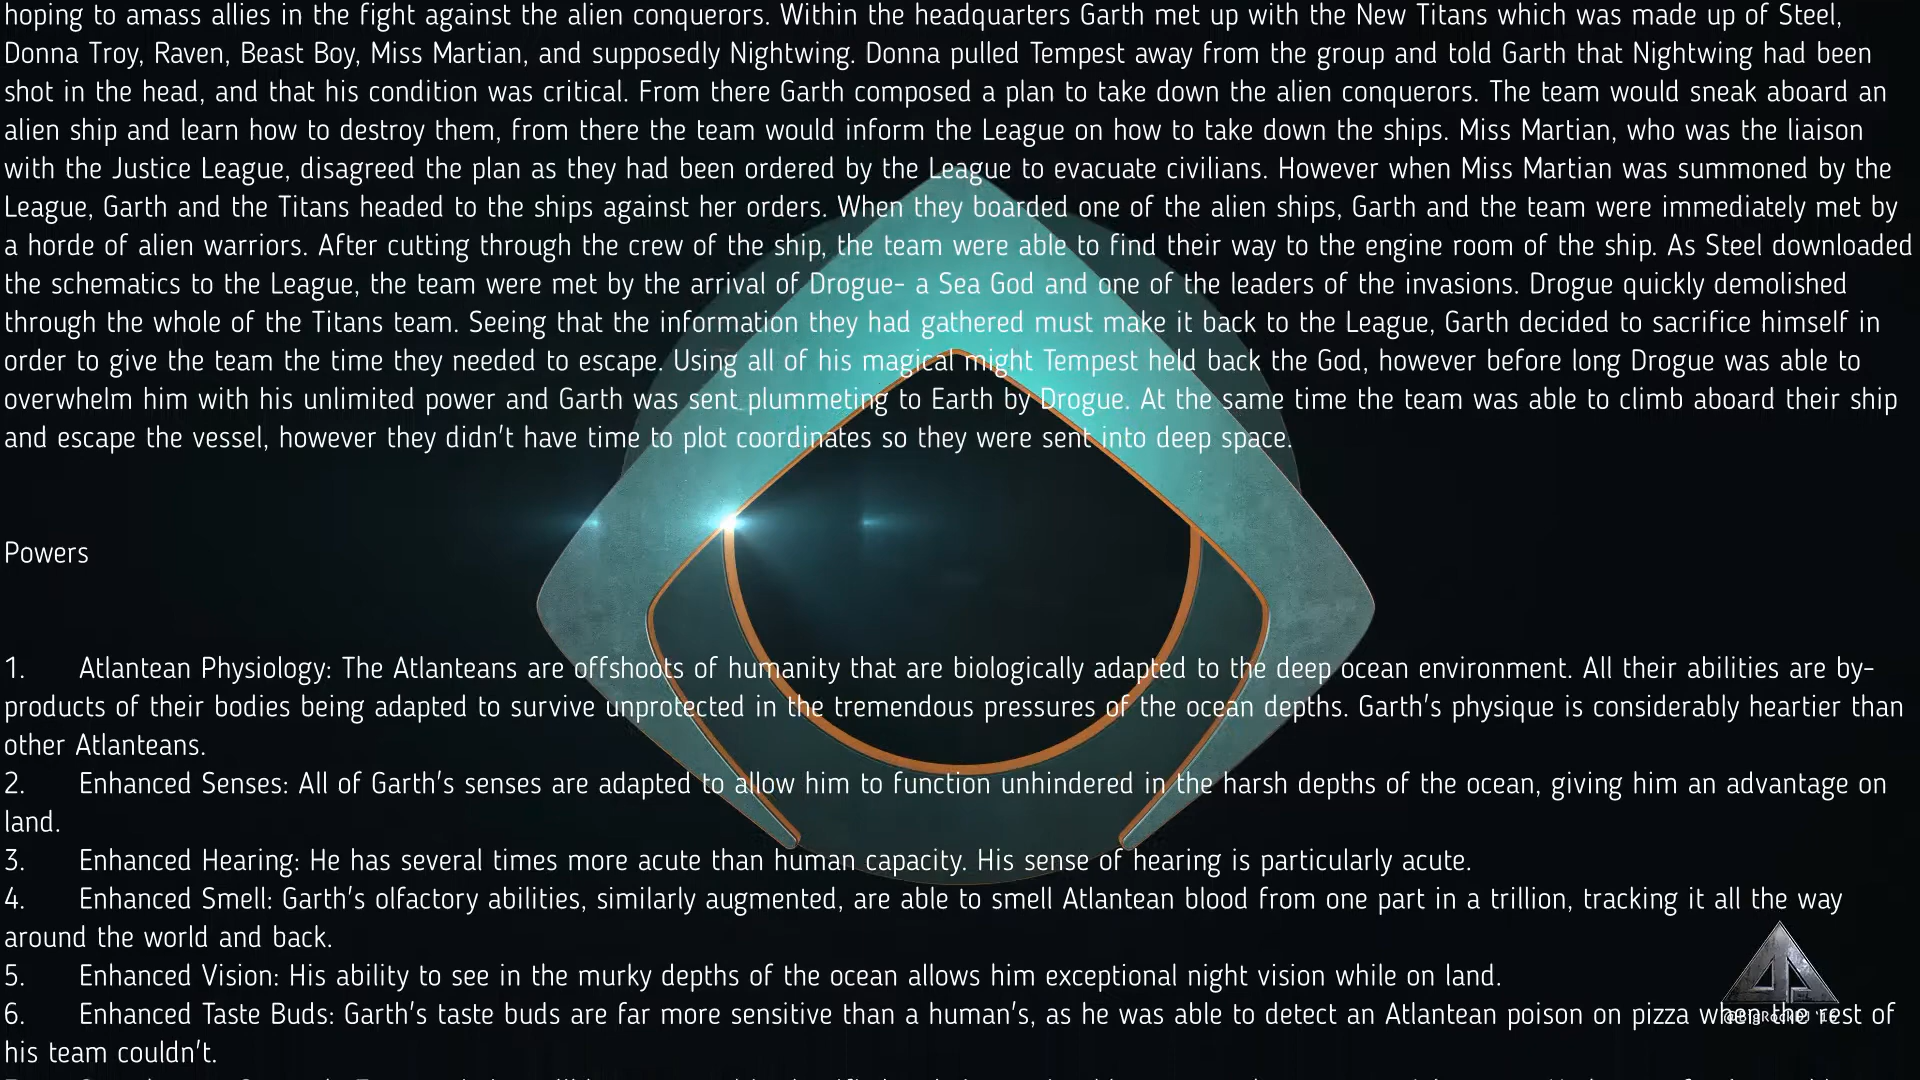 hoping to amass allies in the fight against the alien conquerors. Within the headquarters Garth met up with the New Titans which was made up of Steel,
Donna Troy, Raven, Beast Boy, Miss Martian, and supposedly Nightwing. Donna pulled Tempest away from the group and told Garth that Nightwing had been
shot in the head, and that his condition was critical. From there Garth composed a plan to take down the alien conquerors. The team would sneak aboard an
alien ship and learn how to destroy them, from there the team would inform the League on how to take down the ships. Miss Martian, who was the liaison
with the Justice League, disagreed the plan as they had been ordered by the League to evacuate civilians. However when Miss Martian was summoned by the
League, Garth and the Titans headed to the ships against her orders. When they boarded one of the alien ships, Garth and the team were immediately met by
a horde of alien warriors. After cutting through the crew of the ship, the team were able to find their way to the engine room of the ship. As Steel downloaded
the schematics to the League, the team were met by the arrival of Drogue- a Sea God and one of the leaders of the invasions. Drogue quickly demolished
through the whole of the Titans team. Seeing that the information they had gathered must make it back to the League, Garth decided to sacrifice himself in
order to give the team the time they needed to escape. Using all of his magical might Tempest held back the God, however before long Drogue was able to
overwhelm him with his unlimited power and Garth was sent plummeting to Earth by Drogue. At the same time the team was able to climb aboard their ship
and escape the vessel, however they didn't have time to plot coordinates so they were sent into deep space.
Powers
1. Atlantean Physiology: The Atlanteans are offshoots of humanity that are biologically adapted to the deep ocean environment. All their abilities are by-
products of their bodies being adapted to survive unprotected in the tremendous pressures of the ocean depths. Garth's physique is considerably heartier than
other Atlanteans.
2. Enhanced Senses: All of Garth's senses are adapted to allow him to function unhindered in the harsh depths of the ocean, giving him an advantage on
land.
3. Enhanced Hearing: He has several times more acute than human capacity. His sense of hearing is particularly acute.
4. Enhanced Smell: Garth's olfactory abilities, similarly augmented, are able to smell Atlantean blood from one part in a trillion, tracking it all the way
around the world and back.
5. Enhanced Vision: His ability to see in the murky depths of the ocean allows him exceptional night vision while on land.
6. Enhanced Taste Buds: Garth's taste buds are far more sensitive than a human's, as he was able to detect an Atlantean poison on pizza when the rest of
his team couldn't.